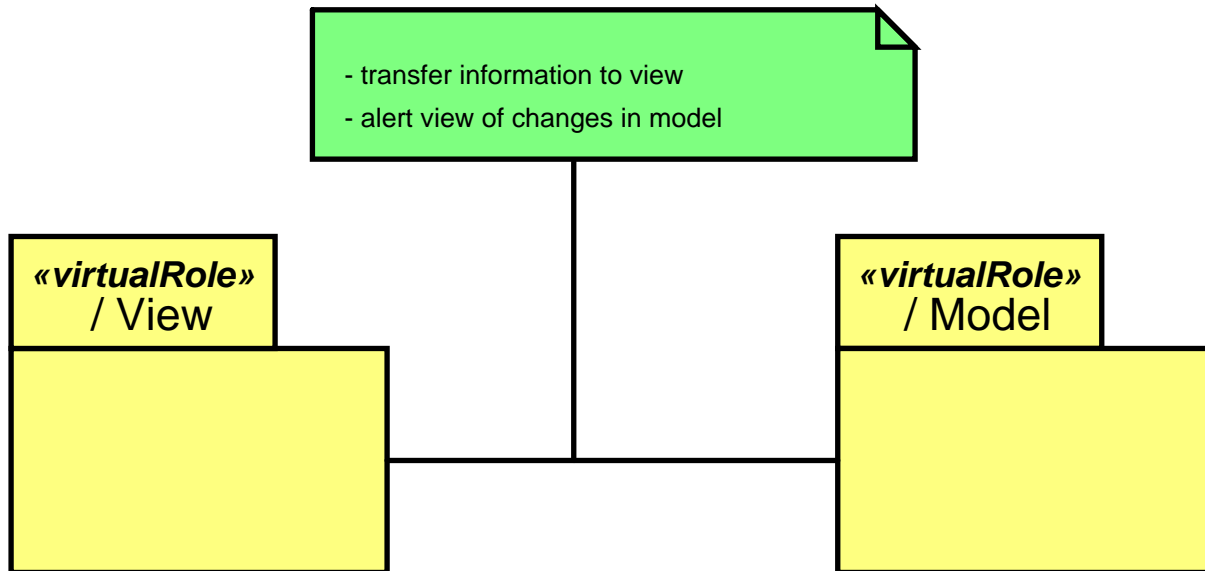 - transfer information to view
- alert view of changes in model
«virtualRole»
/ View
«virtualRole»
/ Model